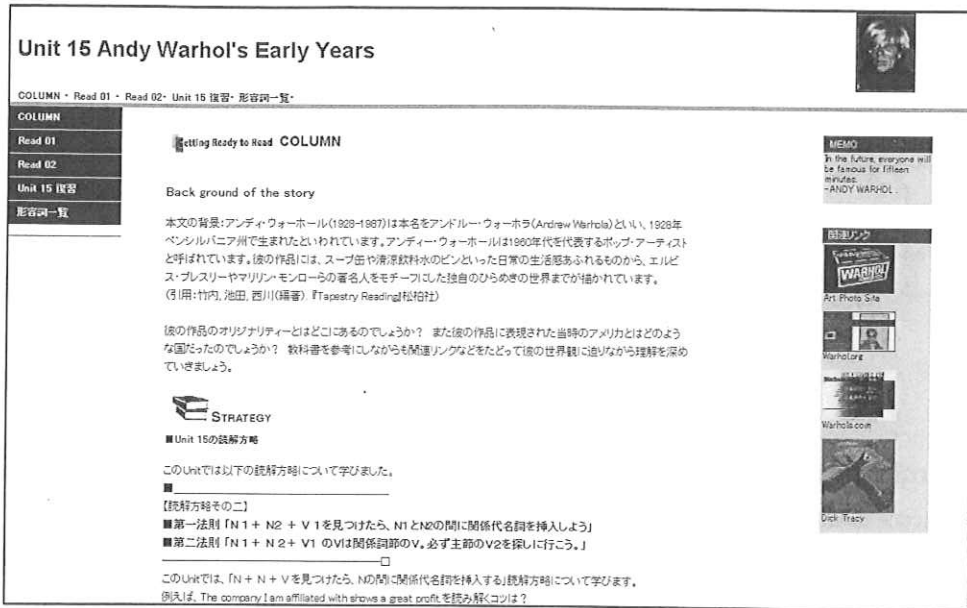 Unit 15 Andy Warhol's Early Years
COLUMN・Read 01・Read 02・Unit 15 復習・形容詞一覧・
COLUMN
Read 01
Read 02
Unit 15 復習
形容詞一覧
Getting Ready to Read COLUMN
Back ground of the story
本文の背景:アンディ・ウォーホール(1928-1987)は本名をアンドルー・ウォーホラ(Andrew Warhola)といい、1928年
ペンシルバニア州で生まれたといわれています。アンディー・ウォーホールは1960年代を代表するポップ・アーティスト
と呼ばれています。彼の作品には、スープ缶や清涼飲料水のビンといった日常の生活感あふれるものから、エルビ
ス・プレスリーやマリリン・モンローらの著名人をモチーフにした独自のひらめきの世界までが描かれています。
(引用:竹内, 池田, 西川(編著). 『Tapestry Reading』松柏社)
彼の作品のオリジナリティーとはどこにあるのでしょうか? また彼の作品に表現された当時のアメリカとはどのよう
な国だったのでしょうか? 教科書を参考にしながらも関連リンクなどをたどって彼の世界観に迫りながら理解を深め
ていきましょう。
STRATEGY
■Unit 15の読解方略
このUnitでは以下の読解方略について学びました。
■
【読解方略その二】
■第一法則「N1+ N2 + V1を見つけたら、N1とN2の間に関係代名詞を挿入しよう」
■第二法則「N1+ N2+ V1 のVは関係詞節のV。必ず主節のV2を探しに行こう。」
□
このUnitでは、「N + N + Vを見つけたら、Nの間に関係代名詞を挿入する」読解方略について学びます。
例えば、The company I am affiliated with shows a great profit.を読み解くコツは?
MEMO
In the future, everyone will
be famous for fifteen
minutes.
-ANDY WARHOL .
関連リンク
WARHOL
Art Photo Site
Warhol.org
Warhols.com
Dick Tracy